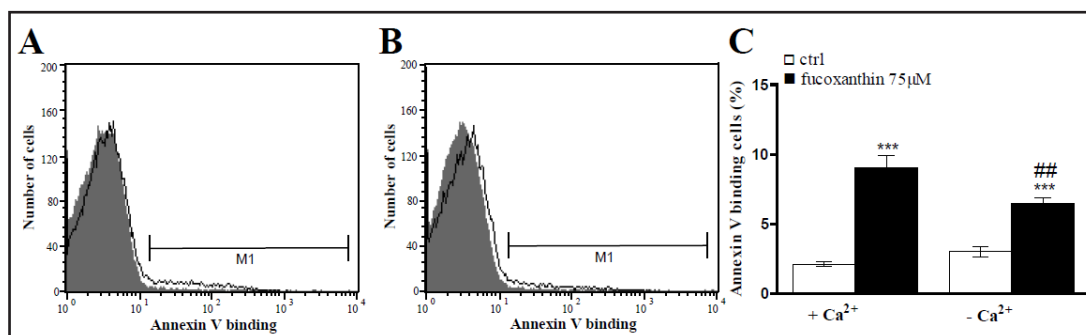 A
Number of cells
200
160
120
80
40
0
M1
10^0 10^1 10^2 10^3 10^4
Annexin V binding
B
Number of cells
200
160
120
80
40
0
M1
10^0 10^1 10^2 10^3 10^4
Annexin V binding
C
ctrl
fucoxanthin 75µM
Annexin V binding cells (%)
15
10
5
0
***
##
***
+ Ca²⁺ - Ca²⁺